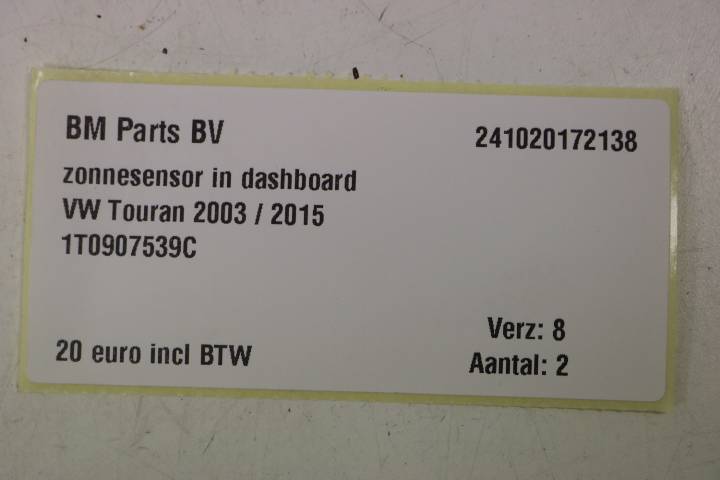 BM Parts BV
241020172138
zonnesensor in dashboard
VW Touran 2003 / 2015
1T0907539C
Verz: 8
20 euro incl BTW
Aantal: 2